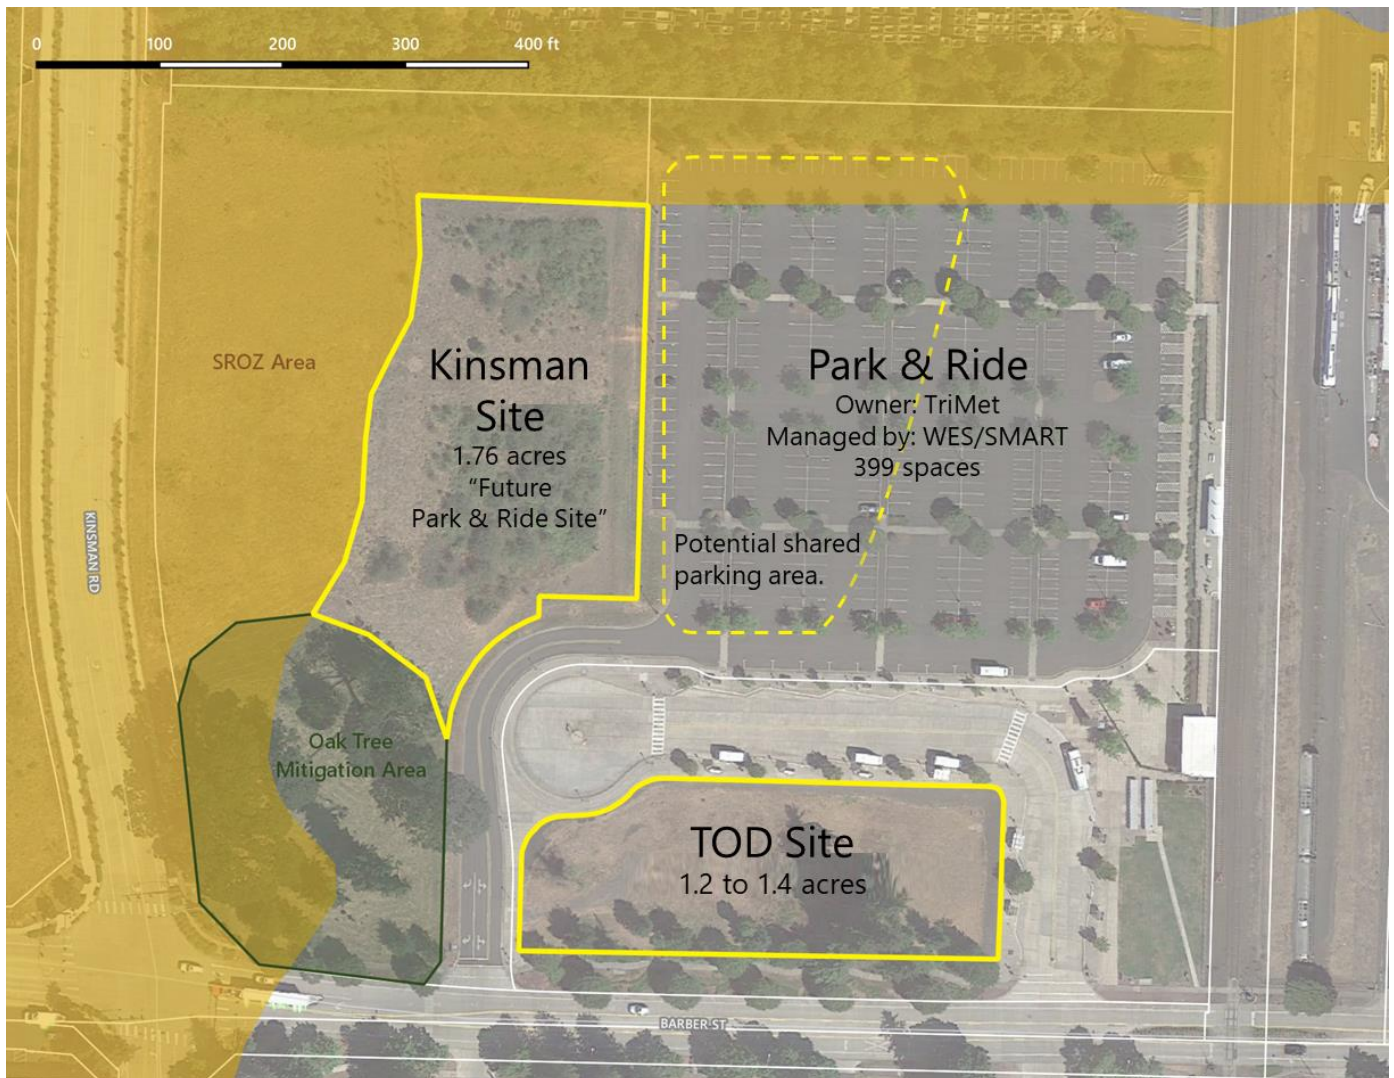 0 100 200 300 400 ft
SROZ Area
Kinsman
Site
1.76 acres
“Future
Park & Ride Site”
Park & Ride
Owner: TriMet
Managed by: WES/SMART
399 spaces
Potential shared
parking area.
KINSMAN RD
Oak Tree
Mitigation Area
TOD Site
1.2 to 1.4 acres
BARBER ST